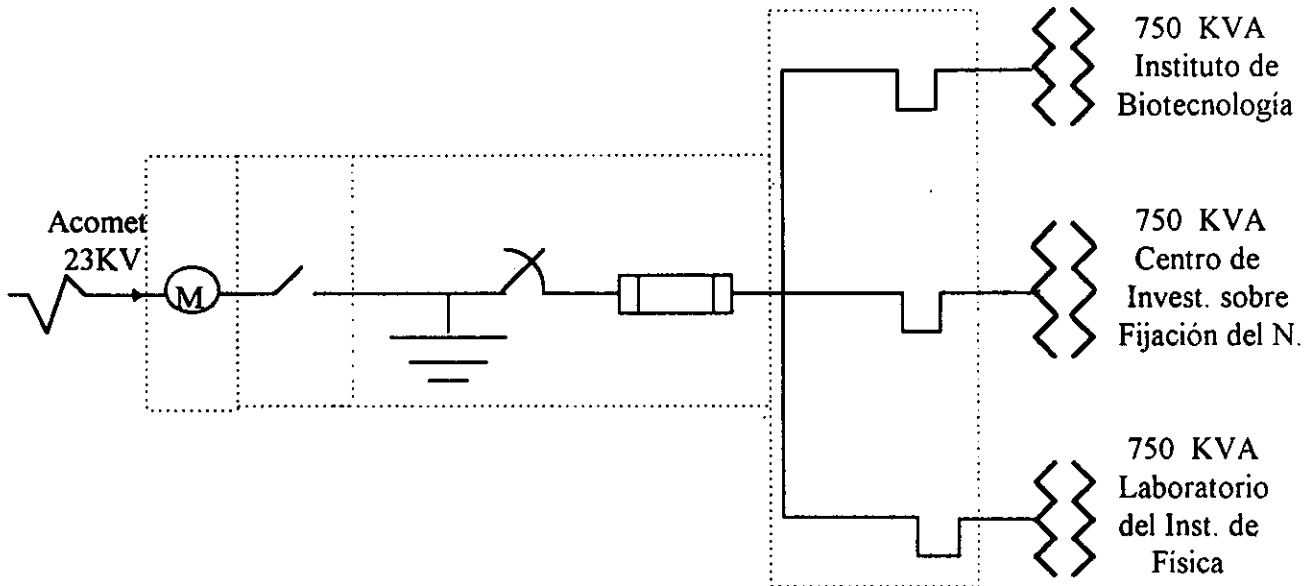 750 KVA
Instituto de
Biotecnología
Acomet
23KV
M
750 KVA
Centro de
Invest. sobre
Fijación del N.
750 KVA
Laboratorio
del Inst. de
Física